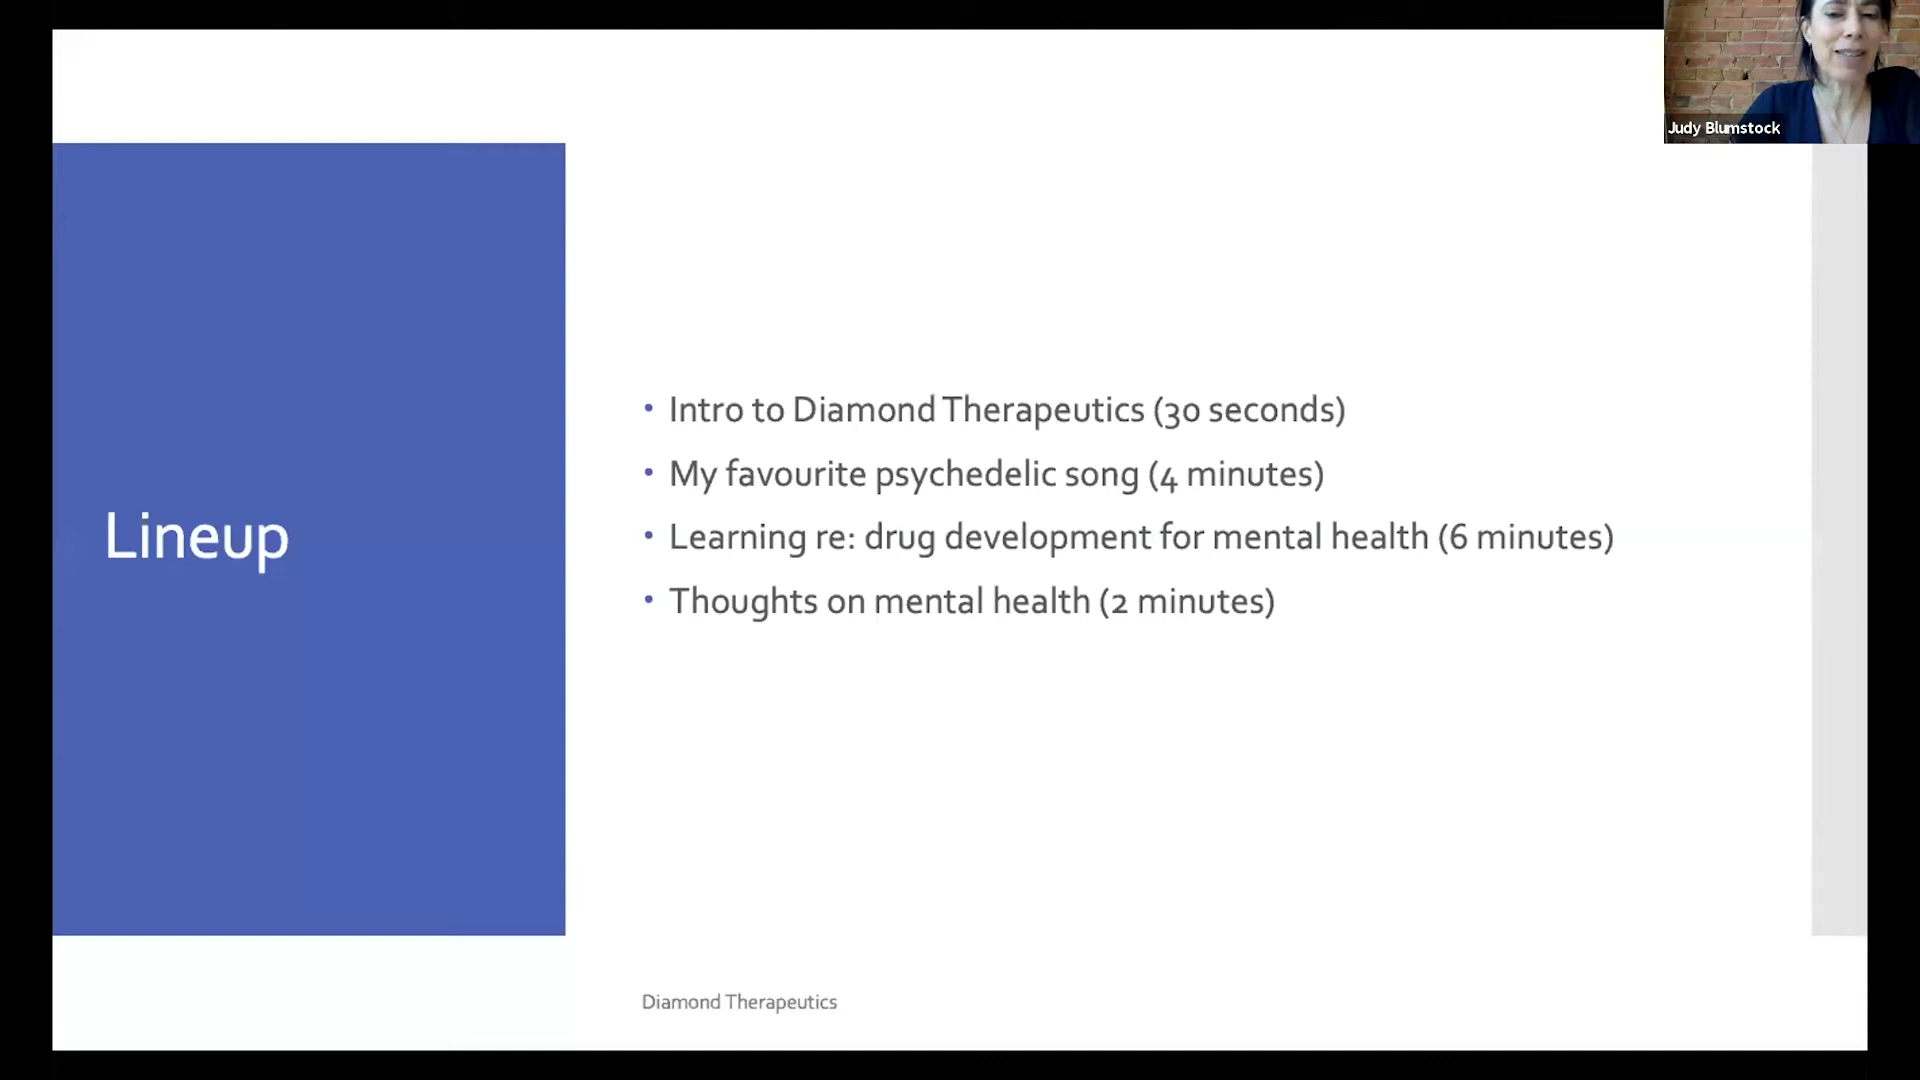 Judy Blumstock
Lineup
• Intro to Diamond Therapeutics (30 seconds)
• My favourite psychedelic song (4 minutes)
• Learning re: drug development for mental health (6 minutes)
• Thoughts on mental health (2 minutes)
Diamond Therapeutics